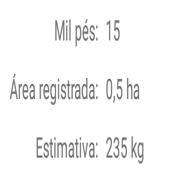 Mil pés: 15
Área registrada: 0,5 ha
Estimativa: 235 kg